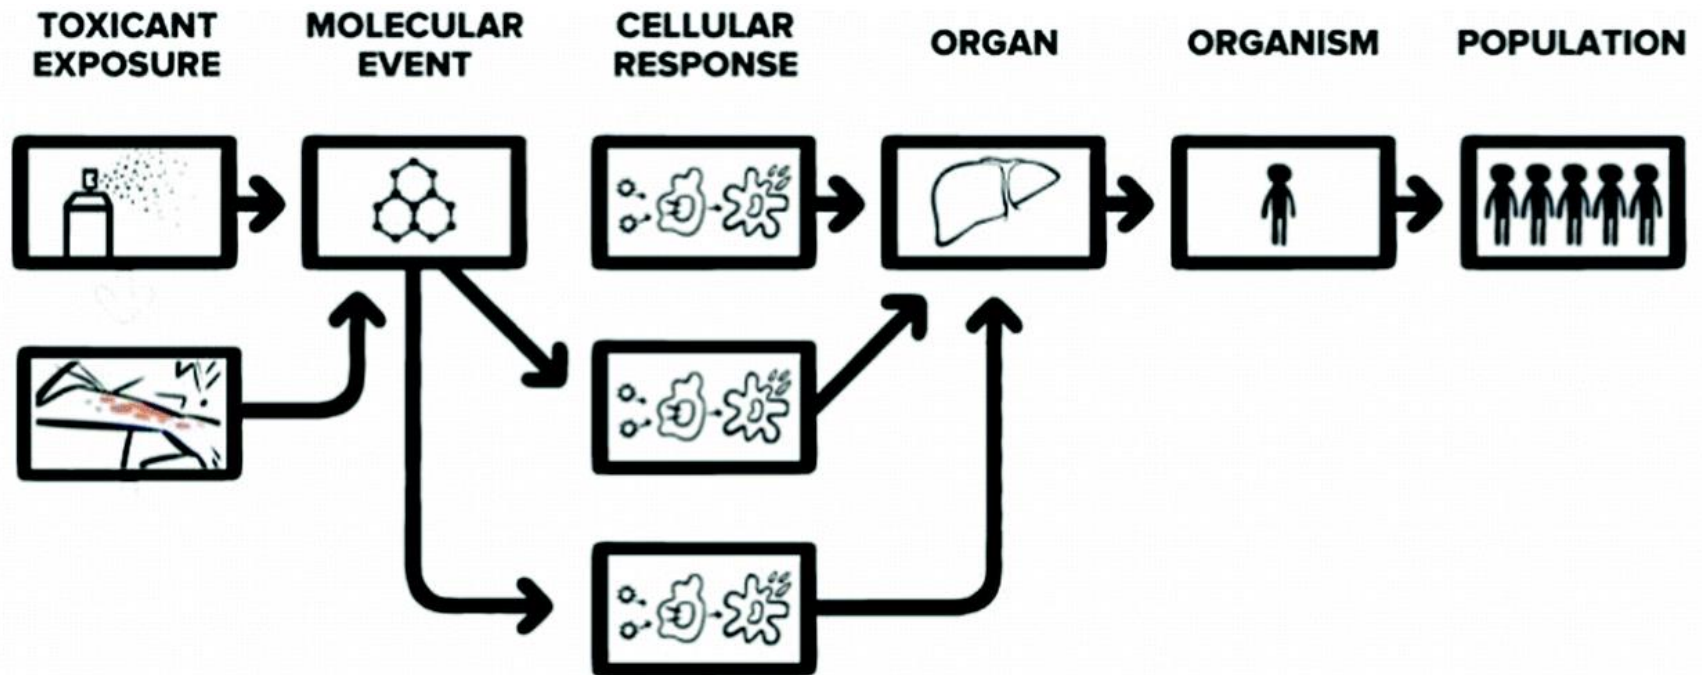 TOXICANT
EXPOSURE
MOLECULAR
EVENT
CELLULAR
RESPONSE
ORGAN
ORGANISM
POPULATION